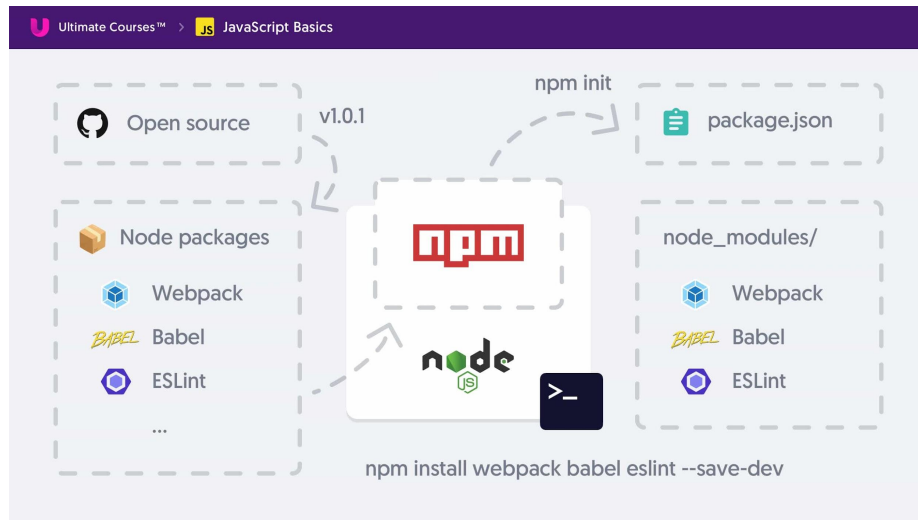 Ultimate Courses™ > JS JavaScript Basics
npm init
Open source
v1.0.1
package.json
Node packages
npm
node_modules/
Webpack
Webpack
BABEL Babel
BABEL Babel
node
JS
ESLint
ESLint
>_
...
npm install webpack babel eslint --save-dev